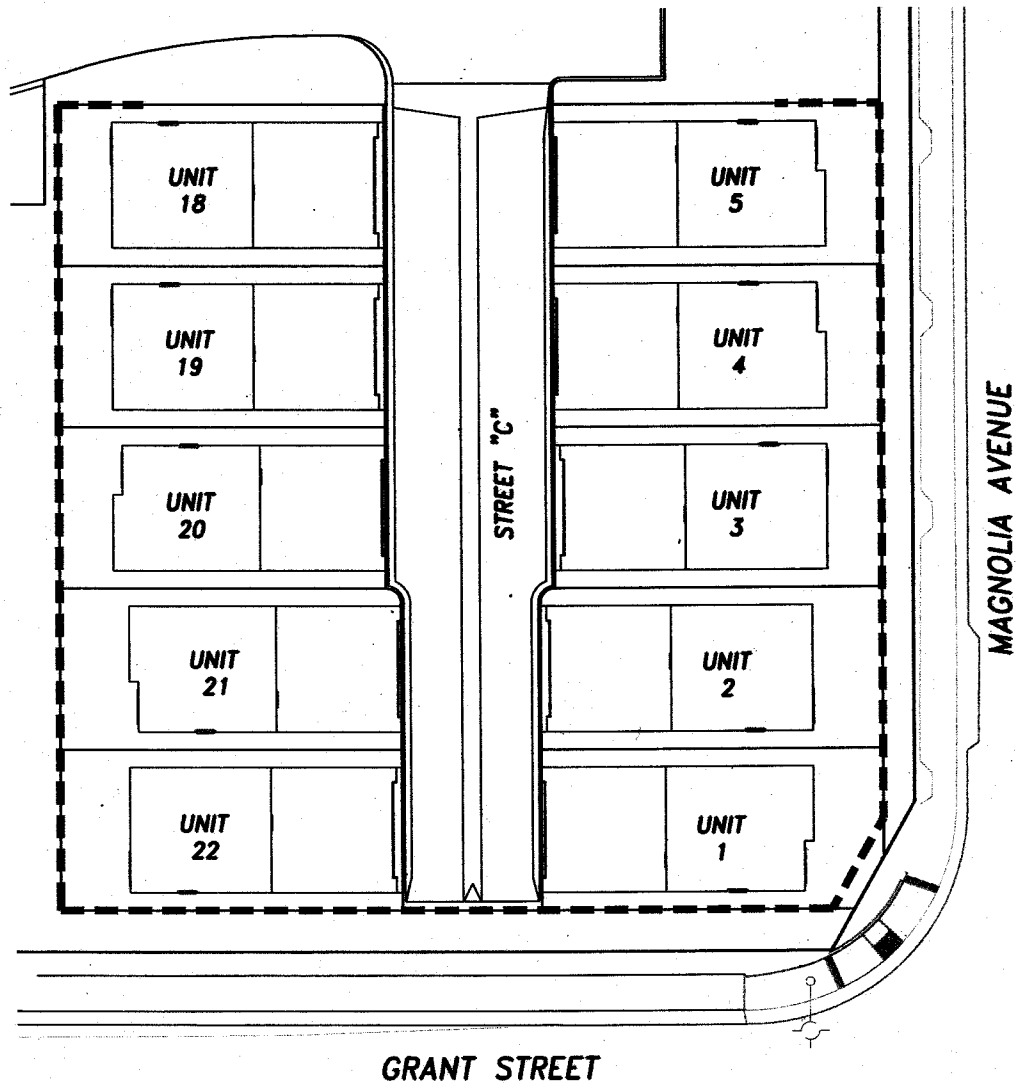 UNIT
18
UNIT
5
UNIT
19
UNIT
4
UNIT
20
UNIT
3
UNIT
21
UNIT
2
UNIT
22
UNIT
1
STREET "C"
MAGNOLIA AVENUE
GRANT STREET